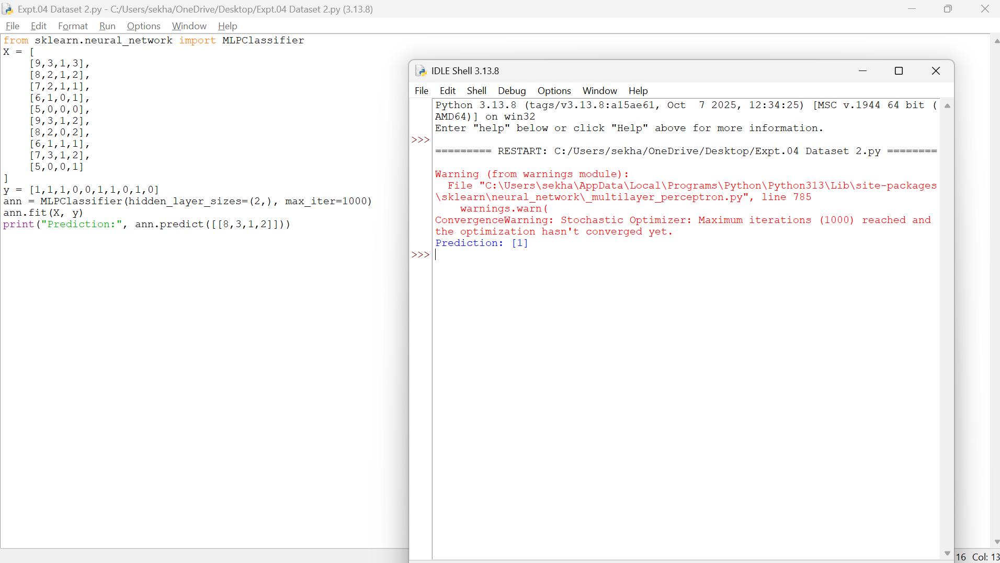 Expt.04 Dataset 2.py - C:/Users/sekha/OneDrive/Desktop/Expt.04 Dataset 2.py (3.13.8)
File Edit Format Run Options Window Help
from sklearn.neural_network import MLPClassifier
X = [
    [9,3,1,3],
    [8,2,1,2],
    [7,2,1,1],
    [6,1,0,1],
    [5,0,0,0],
    [9,3,1,2],
    [8,2,0,2],
    [6,1,1,1],
    [7,3,1,2],
    [5,0,0,1]
]
y = [1,1,1,0,0,1,1,0,1,0]
ann = MLPClassifier(hidden_layer_sizes=(2,), max_iter=1000)
ann.fit(X, y)
print("Prediction:", ann.predict([[8,3,1,2]]))
IDLE Shell 3.13.8
File Edit Shell Debug Options Window Help
Python 3.13.8 (tags/v3.13.8:a15ae61, Oct  7 2025, 12:34:25) [MSC v.1944 64 bit (
AMD64)] on win32
Enter "help" below or click "Help" above for more information.
>>>
========= RESTART: C:/Users/sekha/OneDrive/Desktop/Expt.04 Dataset 2.py ========
Warning (from warnings module):
  File "C:\Users\sekha\AppData\Local\Programs\Python\Python313\Lib\site-packages
\sklearn\neural_network\_multilayer_perceptron.py", line 785
    warnings.warn(
ConvergenceWarning: Stochastic Optimizer: Maximum iterations (1000) reached and
the optimization hasn't converged yet.
Prediction: [1]
>>>
16 Col: 13